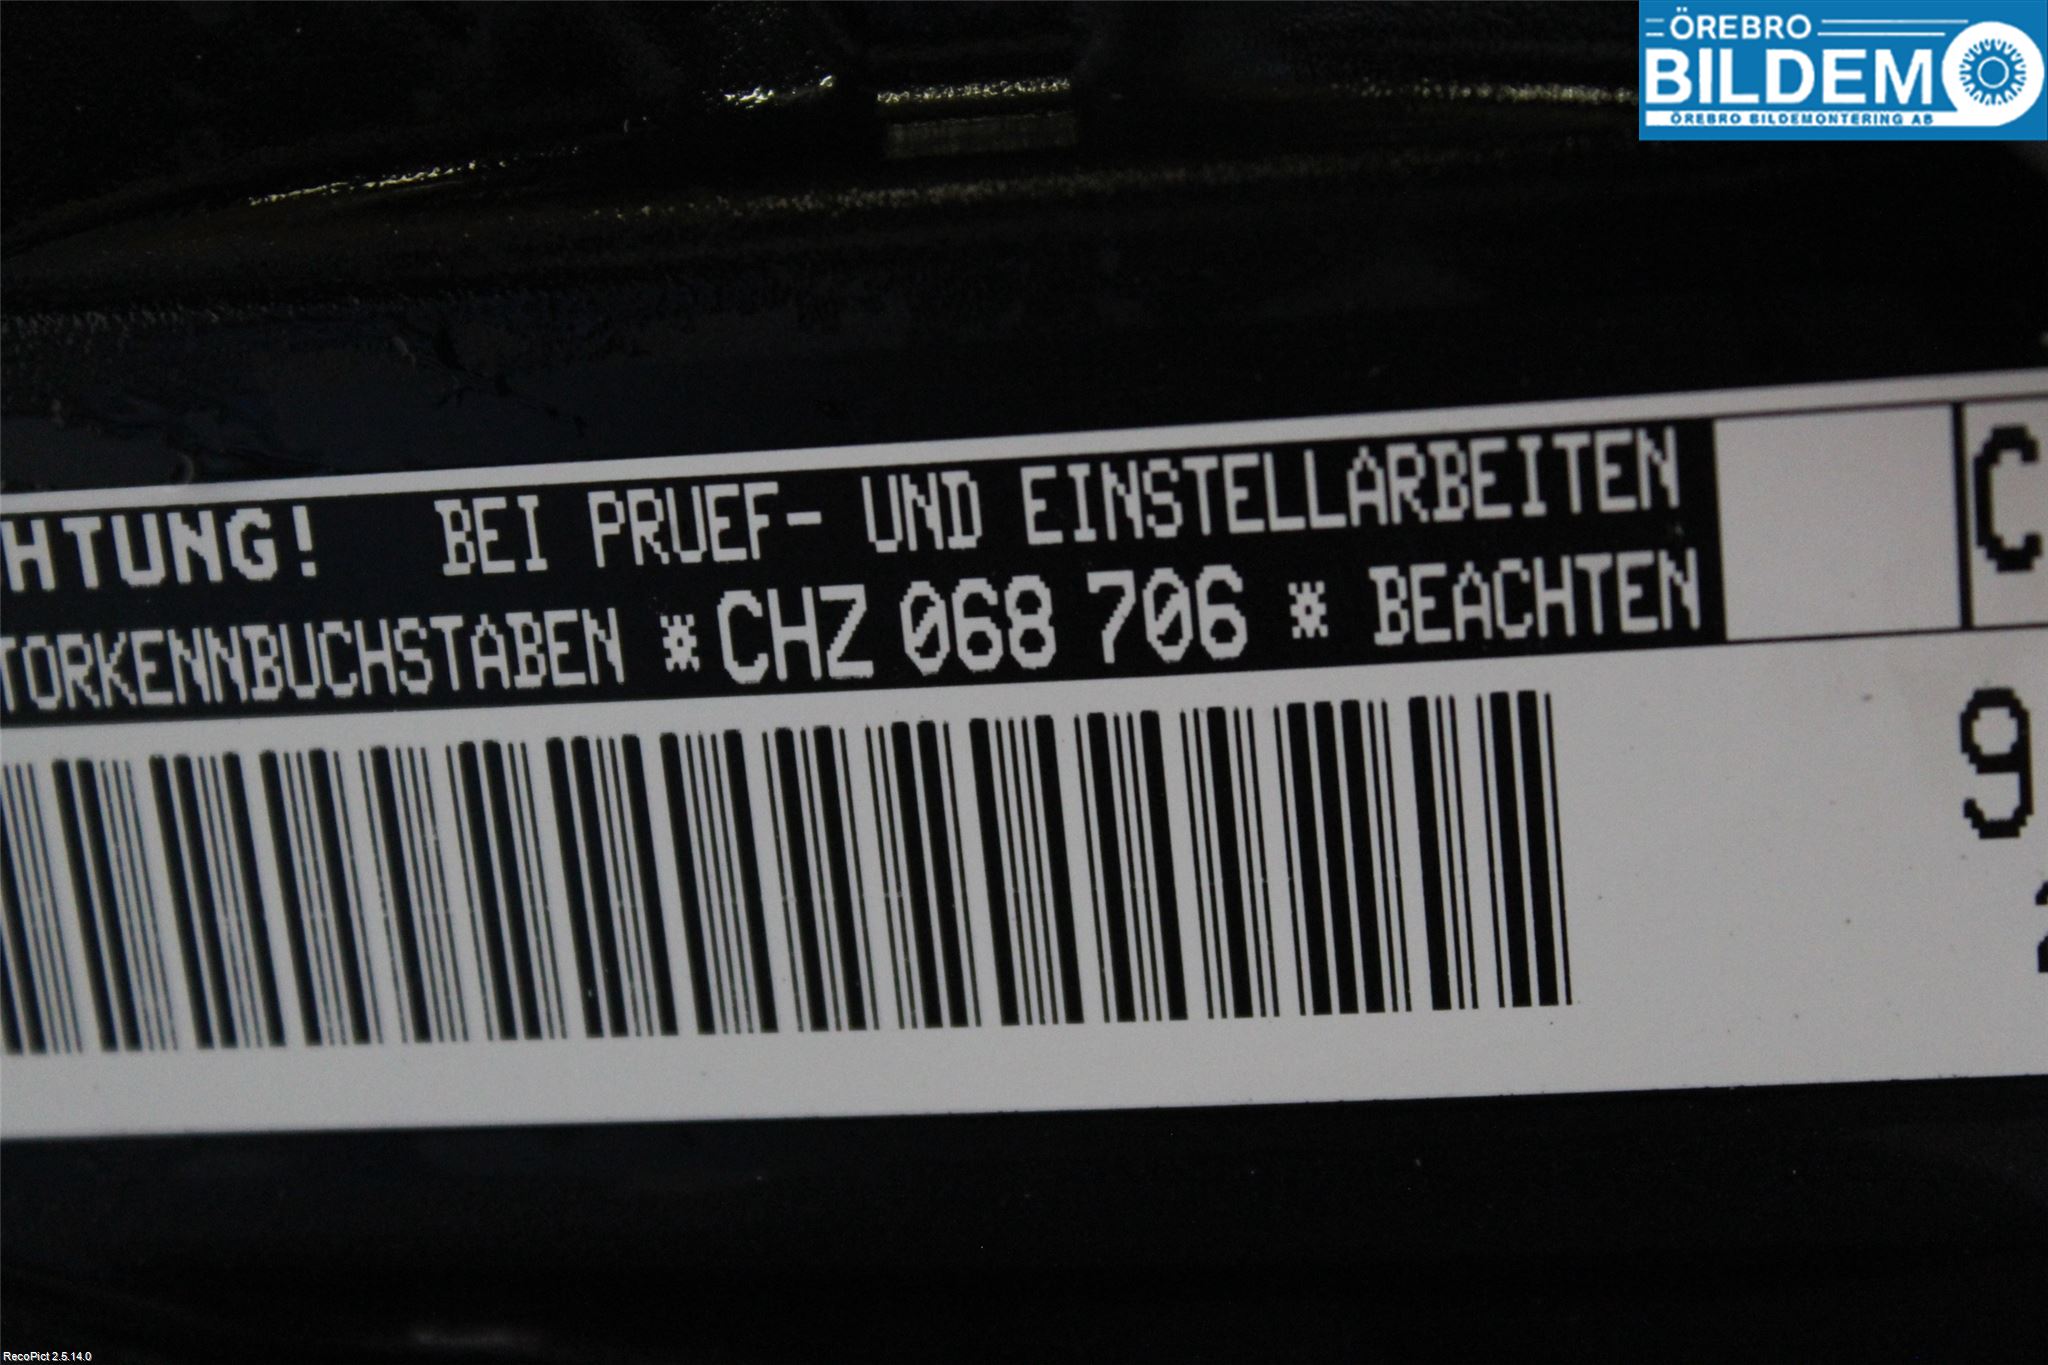 ÖREBRO
BILDEMO
ÖREBRO BILDEMONTERING AB
HTUNG! BEI PRUEF- UND EINSTELLARBEITEN
TORKENNBUCHSTABEN *CHZ 068 706 * BEACHTEN
C
9
RecoPict 2.5.14.0